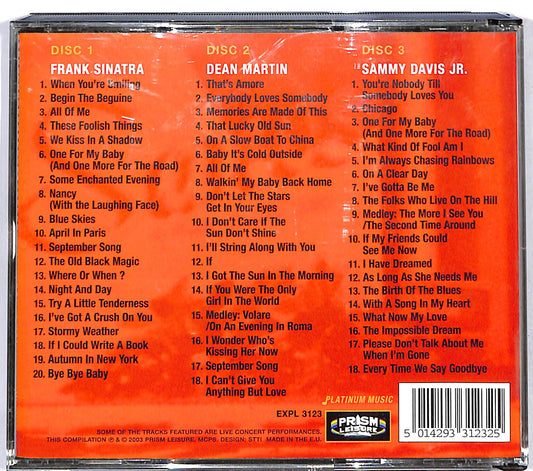 DISC 1
FRANK SINATRA
1. When You're Smiling
2. Begin The Beguine
3. All Of Me
4. These Foolish Things
5. We Kiss In A Shadow
6. One For My Baby
(And One More For The Road)
7. Some Enchanted Evening
8. Nancy
(With the Laughing Face)
9. Blue Skies
10. April In Paris
11. September Song
12. The Old Black Magic
13. Where Or When ?
14. Night And Day
15. Try A Little Tenderness
16. I've Got A Crush On You
17. Stormy Weather
18. If I Could Write A Book
19. Autumn In New York
20. Bye Bye Baby
DISC 2
DEAN MARTIN
1. That's Amore
2. Everybody Loves Somebody
3. Memories Are Made Of This
4. That Lucky Old Sun
5. On A Slow Boat To China
6. Baby It's Cold Outside
7. All Of Me
8. Walkin' My Baby Back Home
9. Don't Let The Stars
Get In Your Eyes
10. I Don't Care If The
Sun Don't Shine
11. I'll String Along With You
12. If
13. I Got The Sun In The Morning
14. If You Were The Only
Girl In The World
15. Medley: Volare
/On An Evening In Roma
16. I Wonder Who's
Kissing Her Now
17. September Song
18. I Can't Give You
Anything But Love
DISC 3
SAMMY DAVIS JR.
1. You're Nobody Till
Somebody Loves You
2. Chicago
3. One For My Baby
(And One More For The Road)
4. What Kind Of Fool Am I
5. I'm Always Chasing Rainbows
6. On A Clear Day
7. I've Gotta Be Me
8. The Folks Who Live On The Hill
9. Medley: The More I See You
/The Second Time Around
10. If My Friends Could
See Me Now
11. I Have Dreamed
12. As Long As She Needs Me
13. The Birth Of The Blues
14. With A Song In My Heart
15. What Now My Love
16. The Impossible Dream
17. Please Don't Talk About Me
When I'm Gone
18. Every Time We Say Goodbye
PLATINUM MUSIC
EXPL 3123
PRISM
LEISURE
5 014293 312325
SOME OF THE TRACKS FEATURED ARE LIVE CONCERT PERFORMANCES.
THIS COMPILATION ℗ & © 2003 PRISM LEISURE, MCPS. DESIGN: STTI MADE IN THE E.U.